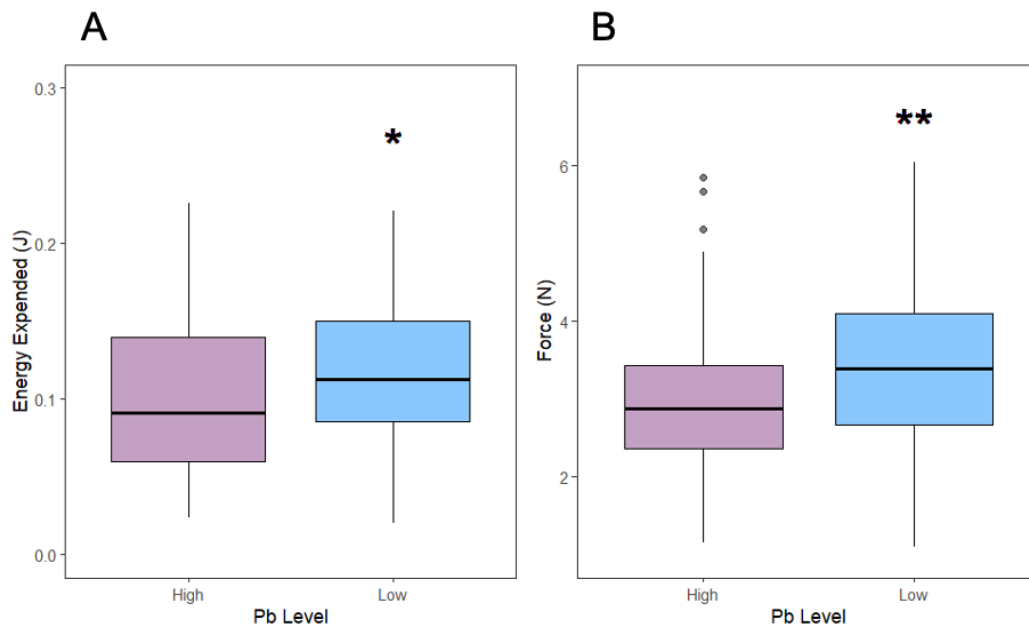 A
Energy Expended (J)
0.3
0.2
0.1
0.0
*
High Low
Pb Level
B
Force (N)
6
4
2
**
High Low
Pb Level